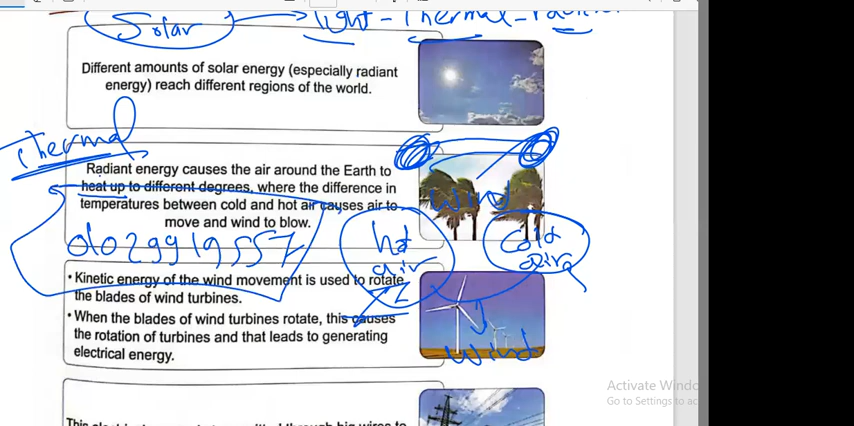 Solar → light - Thermal -
Different amounts of solar energy (especially radiant
energy) reach different regions of the world.
Thermal
Radiant energy causes the air around the Earth to
heat up to different degrees, where the difference in
temperatures between cold and hot air causes air to
move and wind to blow.
wind
01029919557
hot
air
cold
air
• Kinetic energy of the wind movement is used to rotate
the blades of wind turbines.
• When the blades of wind turbines rotate, this causes
the rotation of turbines and that leads to generating
electrical energy.
wind
Activate Windo
Go to Settings to ac